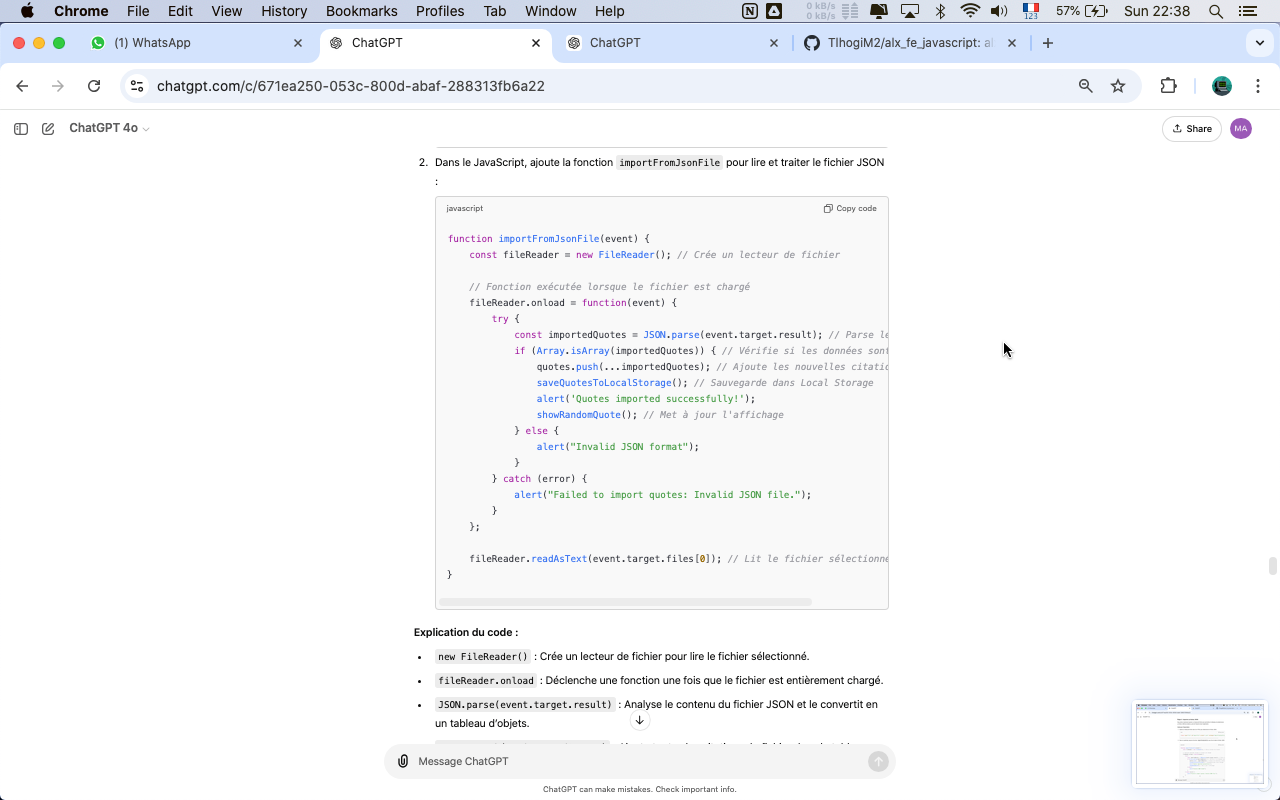 Chrome File Edit View History Bookmarks Profiles Tab Window Help 0 kB/s 0 kB/s 123 57% Sun 22:38
(1) WhatsApp ChatGPT ChatGPT TlhogiM2/alx_fe_javascript: al
chatgpt.com/c/671ea250-053c-800d-abaf-288313fb6a22
ChatGPT 4o Share MA
2. Dans le JavaScript, ajoute la fonction importFromJsonFile pour lire et traiter le fichier JSON
:
javascript Copy code
function importFromJsonFile(event) {
const fileReader = new FileReader(); // Crée un lecteur de fichier
// Fonction exécutée lorsque le fichier est chargé
fileReader.onload = function(event) {
try {
const importedQuotes = JSON.parse(event.target.result); // Parse le
if (Array.isArray(importedQuotes)) { // Vérifie si les données sont
quotes.push(...importedQuotes); // Ajoute les nouvelles citatio
saveQuotesToLocalStorage(); // Sauvegarde dans Local Storage
alert('Quotes imported successfully!');
showRandomQuote(); // Met à jour l'affichage
} else {
alert("Invalid JSON format");
}
} catch (error) {
alert("Failed to import quotes: Invalid JSON file.");
}
};
fileReader.readAsText(event.target.files[0]); // Lit le fichier sélectionné
}
Explication du code :
• new FileReader() : Crée un lecteur de fichier pour lire le fichier sélectionné.
• fileReader.onload : Déclenche une fonction une fois que le fichier est entièrement chargé.
• JSON.parse(event.target.result) : Analyse le contenu du fichier JSON et le convertit en
un tableau d'objets.
Message ChatGPT
ChatGPT can make mistakes. Check important info.